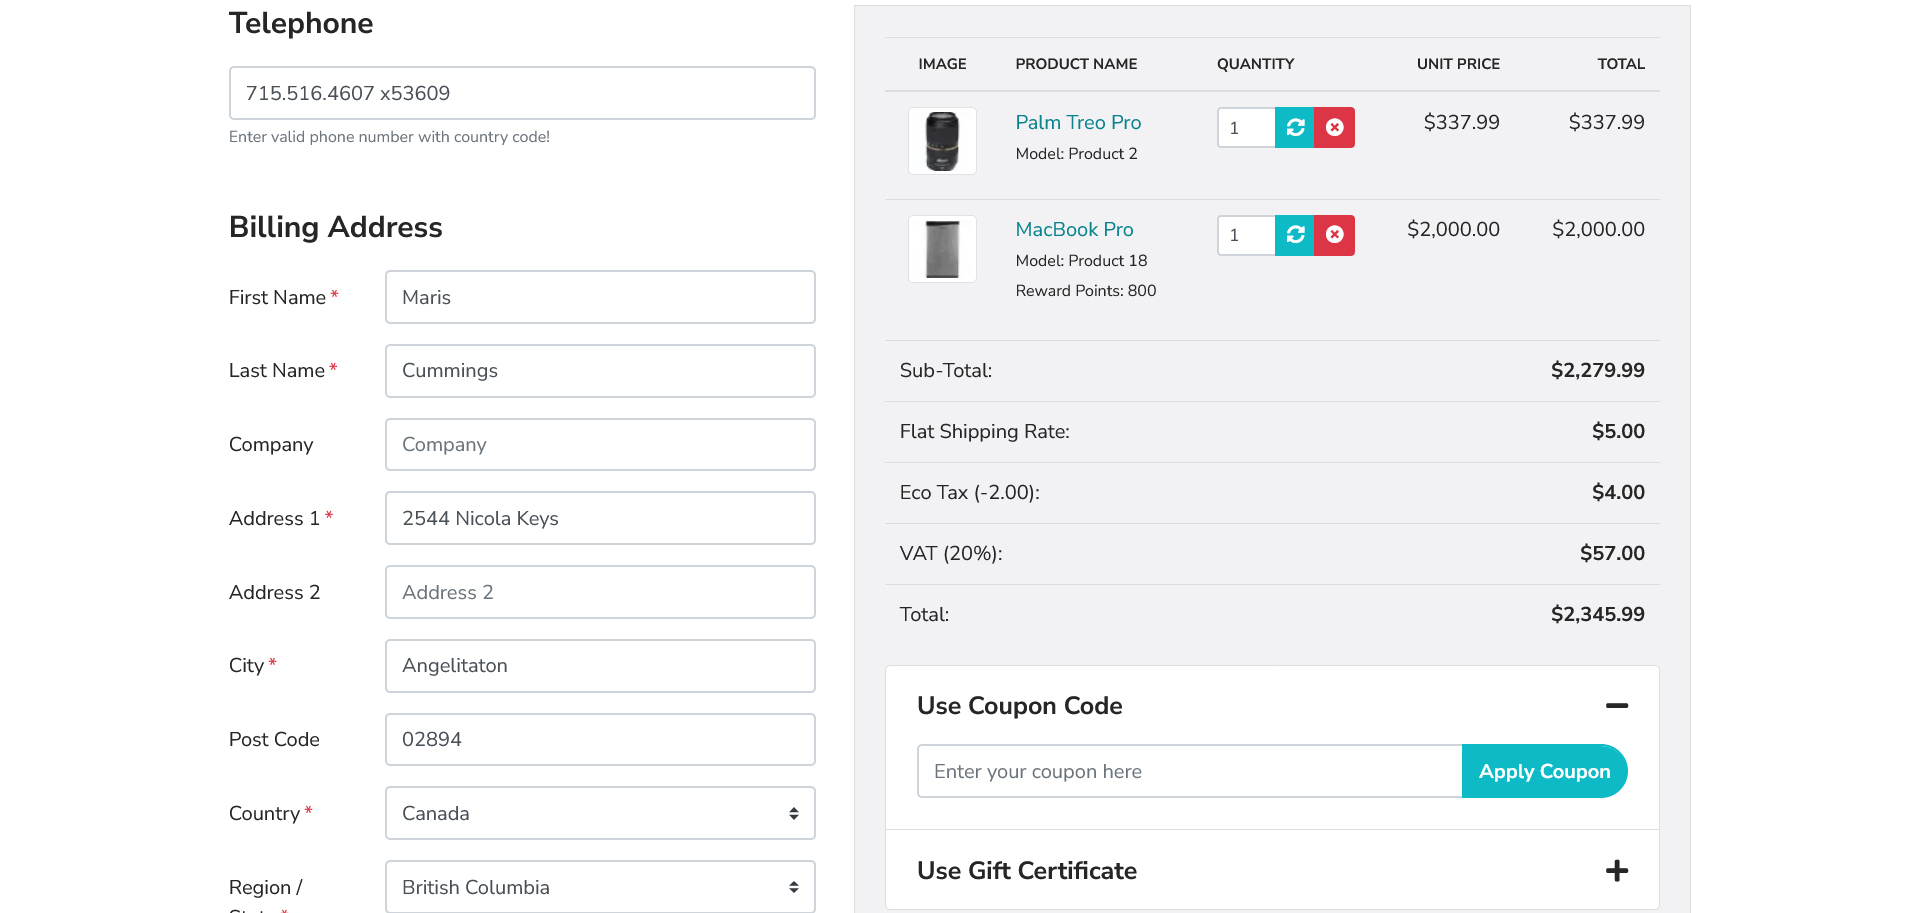 Telephone
715.516.4607 x53609
Enter valid phone number with country code!
Billing Address
First Name *
Maris
Last Name *
Cummings
Company
Company
Address 1 *
2544 Nicola Keys
Address 2
Address 2
City *
Angelitaton
Post Code
02894
Country *
Canada
Region /
British Columbia
IMAGE PRODUCT NAME QUANTITY UNIT PRICE TOTAL
Palm Treo Pro 1 $337.99 $337.99
Model: Product 2
MacBook Pro 1 $2,000.00 $2,000.00
Model: Product 18
Reward Points: 800
Sub-Total: $2,279.99
Flat Shipping Rate: $5.00
Eco Tax (-2.00): $4.00
VAT (20%): $57.00
Total: $2,345.99
Use Coupon Code
Enter your coupon here Apply Coupon
Use Gift Certificate